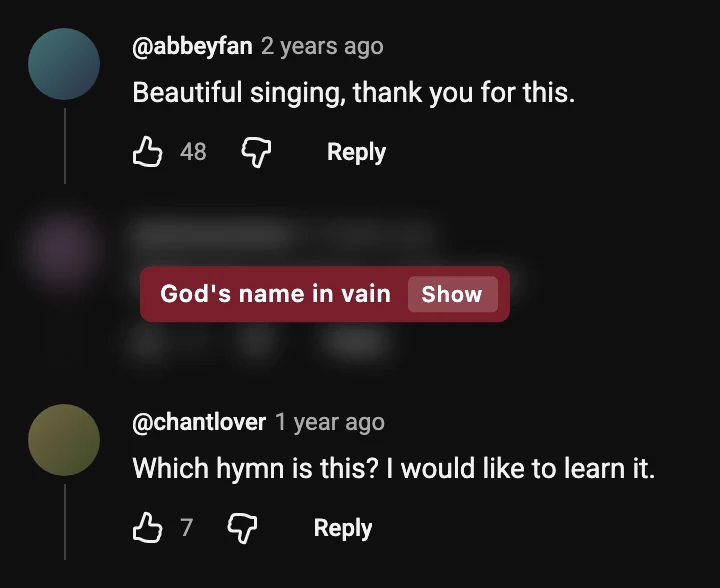 @abbeyfan 2 years ago
Beautiful singing, thank you for this.
48 Reply
God's name in vain Show
@chantlover 1 year ago
Which hymn is this? I would like to learn it.
7 Reply